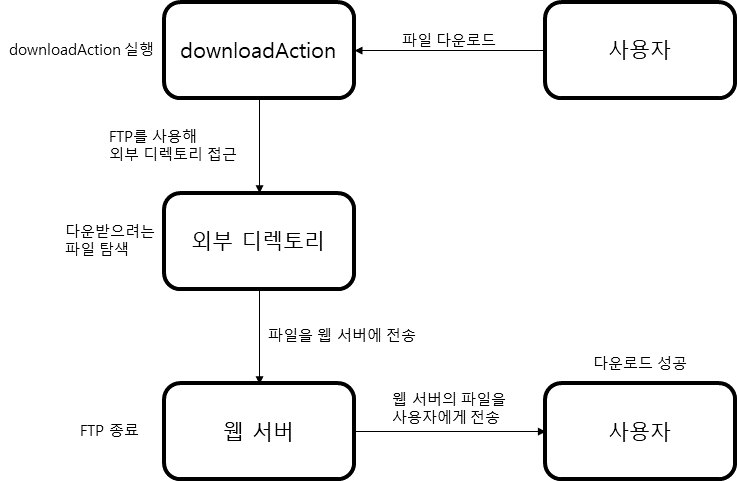 downloadAction 실행
downloadAction
파일 다운로드
사용자
FTP를 사용해
외부 디렉토리 접근
다운받으려는
파일 탐색
외부 디렉토리
파일을 웹 서버에 전송
다운로드 성공
FTP 종료
웹 서버
웹 서버의 파일을
사용자에게 전송
사용자